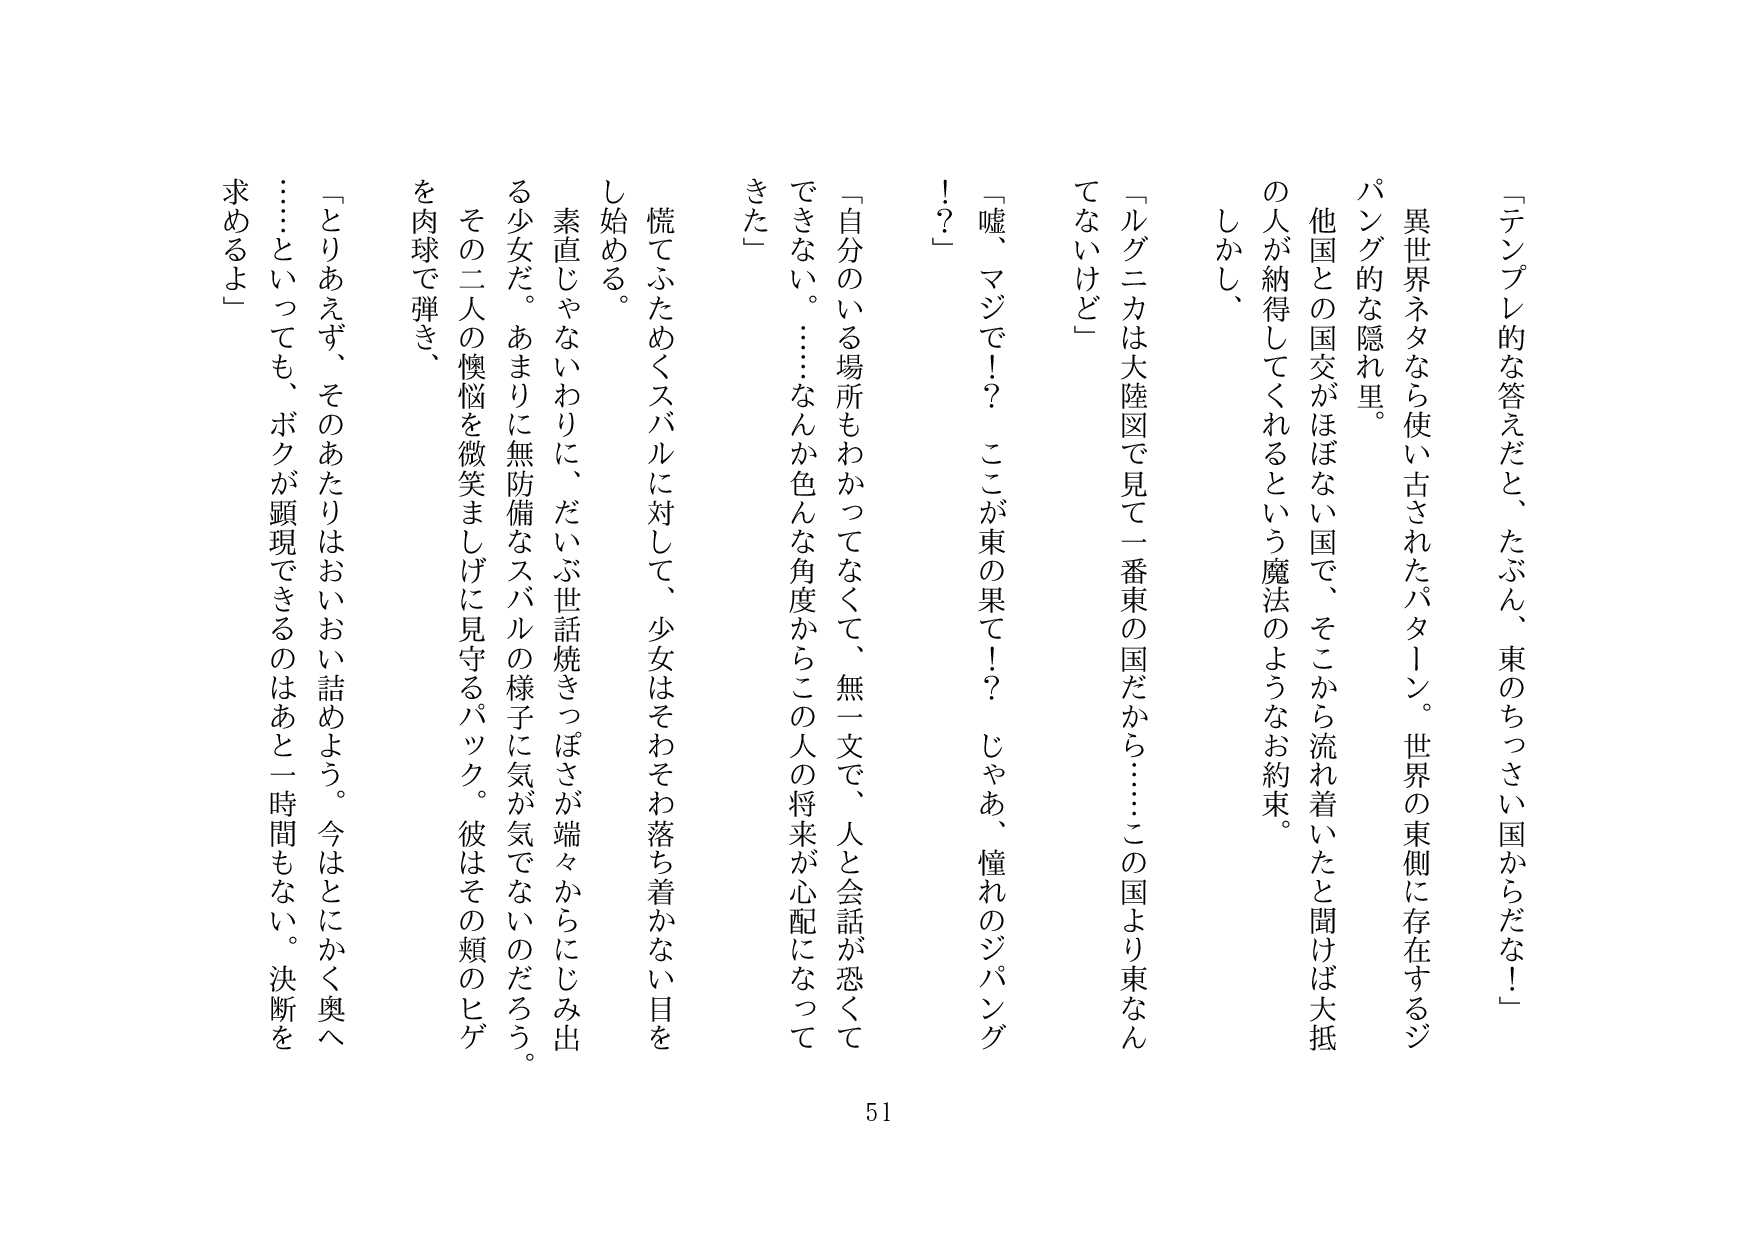 「テンプレ的な答えだと、たぶん、東のちっさい国からだな！」
異世界ネタなら使い古されたパターン。世界の東側に存在するジ
パング的な隠れ里。
他国との国交がほぼない国で、そこから流れ着いたと聞けば大抵
の人が納得してくれるという魔法のようなお約束。
しかし、
「ルグニカは大陸図で見て一番東の国だから……この国より東なん
てないけど」
「嘘、マジで！？　ここが東の果て！？　じゃあ、憧れのジパング
！？」
「自分のいる場所もわかってなくて、無一文で、人と会話が恐くて
できない。……なんか色んな角度からこの人の将来が心配になって
きた」
慌てふためくスバルに対して、少女はそわそわ落ち着かない目を
し始める。
素直じゃないわりに、だいぶ世話焼きっぽさが端々からにじみ出
る少女だ。あまりに無防備なスバルの様子に気が気でないのだろう。
その二人の懊悩を微笑ましげに見守るパック。彼はその頬のヒゲ
を肉球で弾き、
「とりあえず、そのあたりはおいおい詰めよう。今はとにかく奥へ
……といっても、ボクが顕現できるのはあと一時間もない。決断を
求めるよ」
51